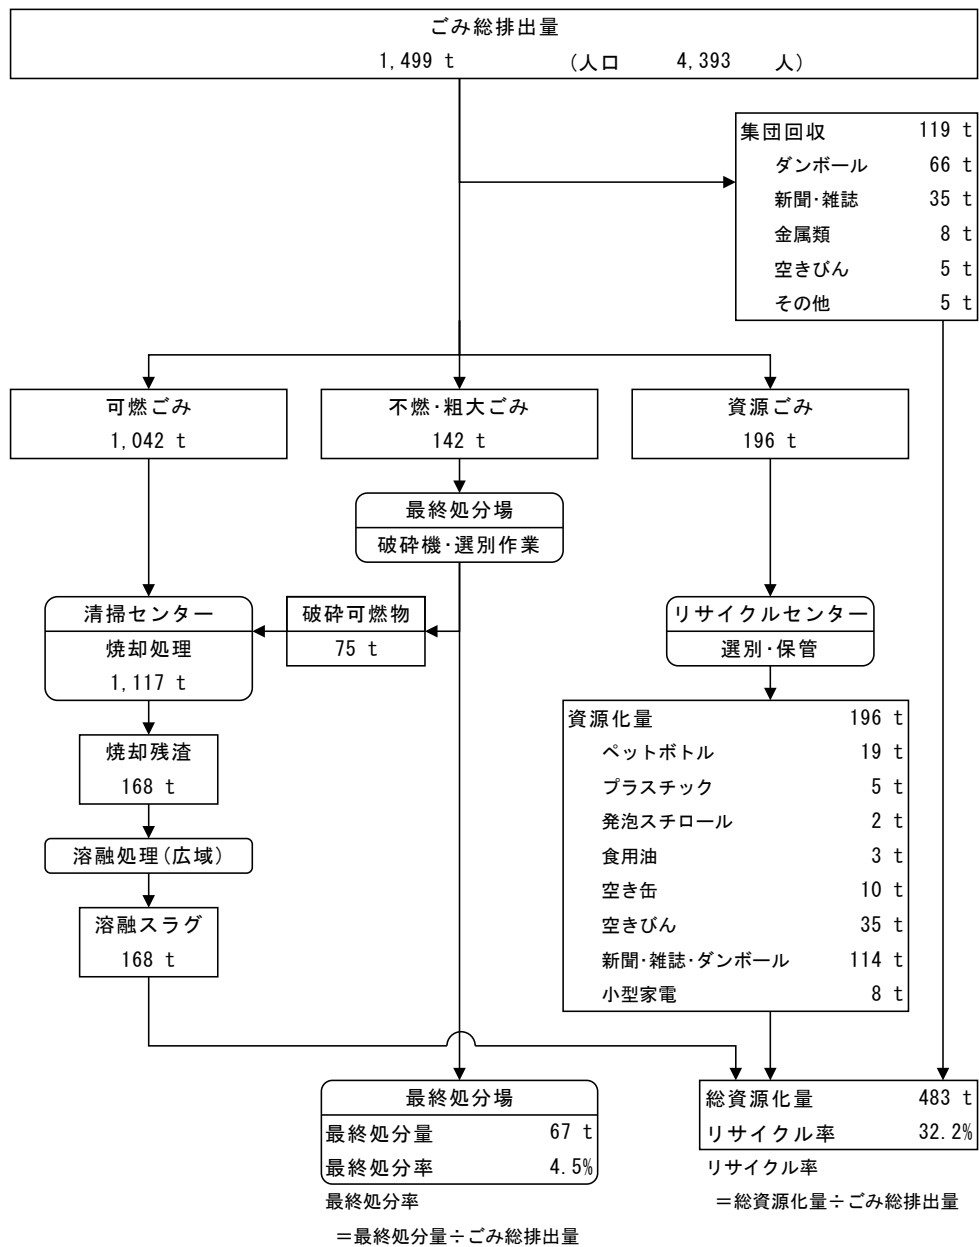 ごみ総排出量
1,499 t (人口 4,393 人)
集団回収 119 t
ダンボール 66 t
新聞・雑誌 35 t
金属類 8 t
空きびん 5 t
その他 5 t
可燃ごみ
1,042 t
不燃・粗大ごみ
142 t
資源ごみ
196 t
最終処分場
破砕機・選別作業
清掃センター
焼却処理
1,117 t
破砕可燃物
75 t
リサイクルセンター
選別・保管
焼却残渣
168 t
溶融処理(広域)
溶融スラグ
168 t
資源化量 196 t
ペットボトル 19 t
プラスチック 5 t
発泡スチロール 2 t
食用油 3 t
空き缶 10 t
空きびん 35 t
新聞・雑誌・ダンボール 114 t
小型家電 8 t
最終処分場
最終処分量 67 t
最終処分率 4.5%
最終処分率
=最終処分量÷ごみ総排出量
総資源化量 483 t
リサイクル率 32.2%
リサイクル率
=総資源化量÷ごみ総排出量